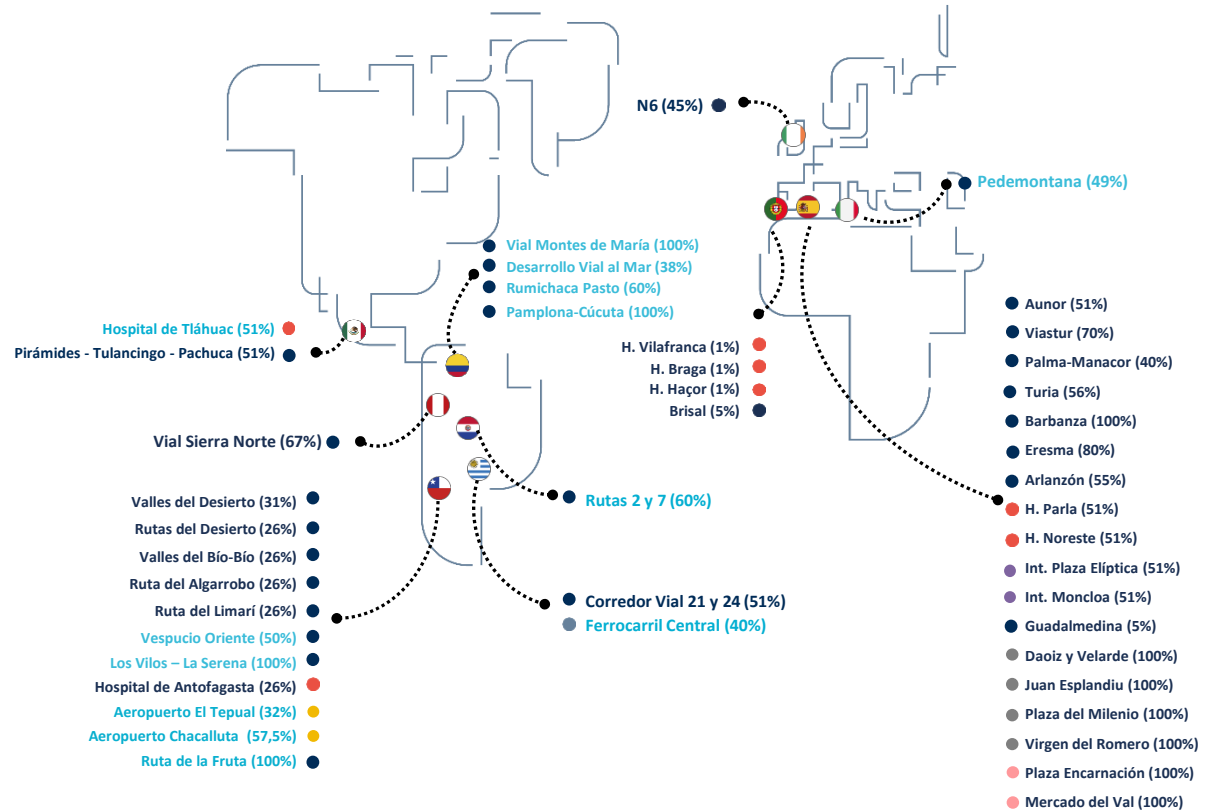 N6 (45%)
Pedemontana (49%)
Vial Montes de María (100%)
Desarrollo Vial al Mar (38%)
Rumichaca Pasto (60%)
Pamplona-Cúcuta (100%)
Hospital de Tláhuac (51%)
Pirámides - Tulancingo - Pachuca (51%)
H. Vilafranca (1%)
H. Braga (1%)
H. Haçor (1%)
Brisal (5%)
Vial Sierra Norte (67%)
Rutas 2 y 7 (60%)
Valles del Desierto (31%)
Rutas del Desierto (26%)
Valles del Bío-Bío (26%)
Ruta del Algarrobo (26%)
Ruta del Limarí (26%)
Vespucio Oriente (50%)
Los Vilos – La Serena (100%)
Hospital de Antofagasta (26%)
Aeropuerto El Tepual (32%)
Aeropuerto Chacalluta (57,5%)
Ruta de la Fruta (100%)
Corredor Vial 21 y 24 (51%)
Ferrocarril Central (40%)
Aunor (51%)
Viastur (70%)
Palma-Manacor (40%)
Turia (56%)
Barbanza (100%)
Eresma (80%)
Arlanzón (55%)
H. Parla (51%)
H. Noreste (51%)
Int. Plaza Elíptica (51%)
Int. Moncloa (51%)
Guadalmedina (5%)
Daoiz y Velarde (100%)
Juan Esplandiu (100%)
Plaza del Milenio (100%)
Virgen del Romero (100%)
Plaza Encarnación (100%)
Mercado del Val (100%)